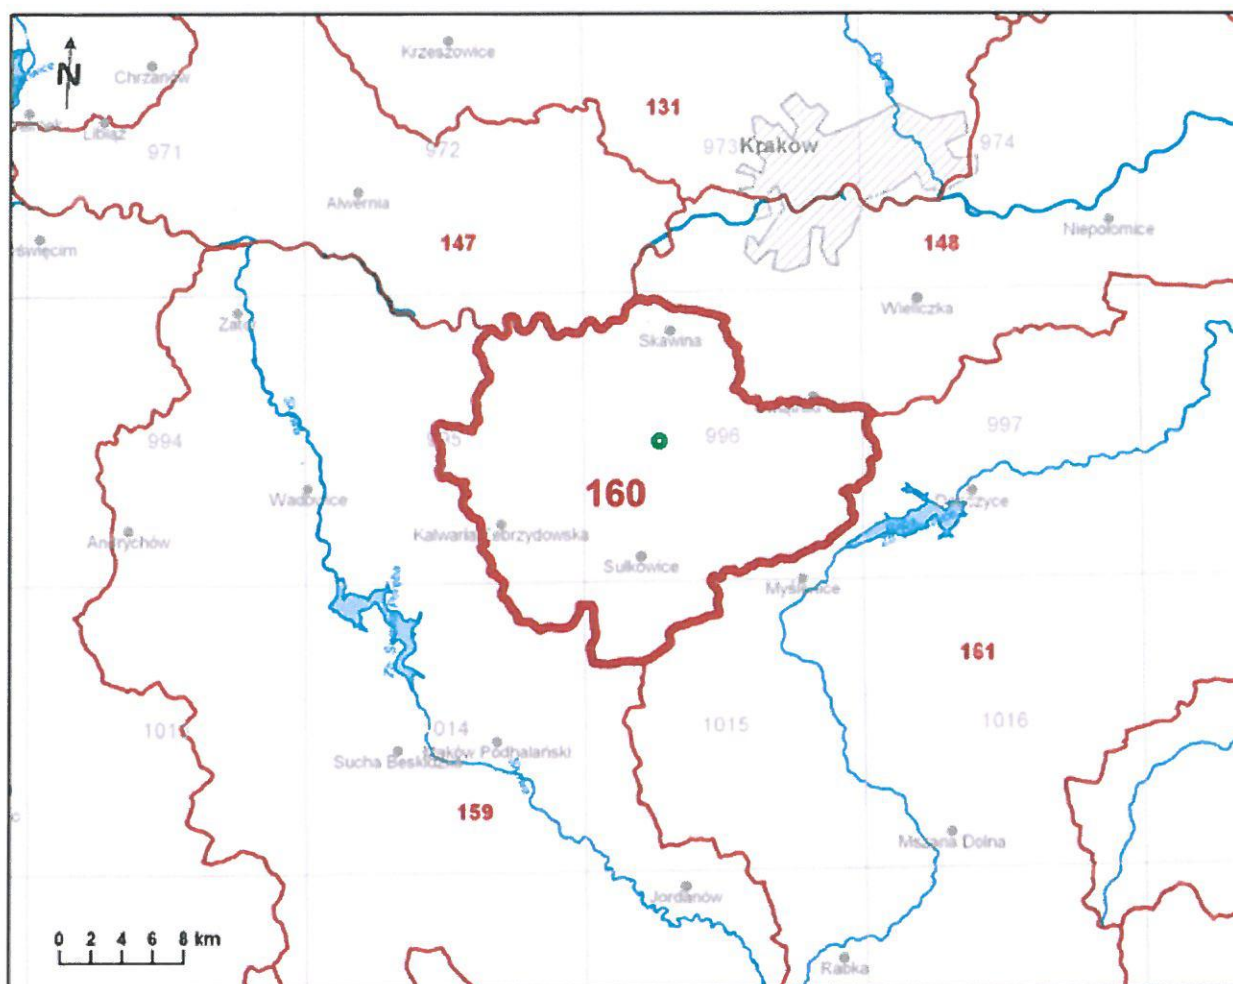 N
Krzeszowice
Chrzanów
Libiąż
131
971
972
973
Kraków
974
Alwernia
Niepołomice
147
148
Wieliczka
Zator
Skawina
994
996
997
160
Wadowice
Kalwaria Zebrzydowska
Andrychów
Sułkowice
Myślenice
161
1015
1016
014
Maków Podhalański
Sucha Beskidzka
159
Mszana Dolna
Jordanów
0 2 4 6 8 km
Rabka